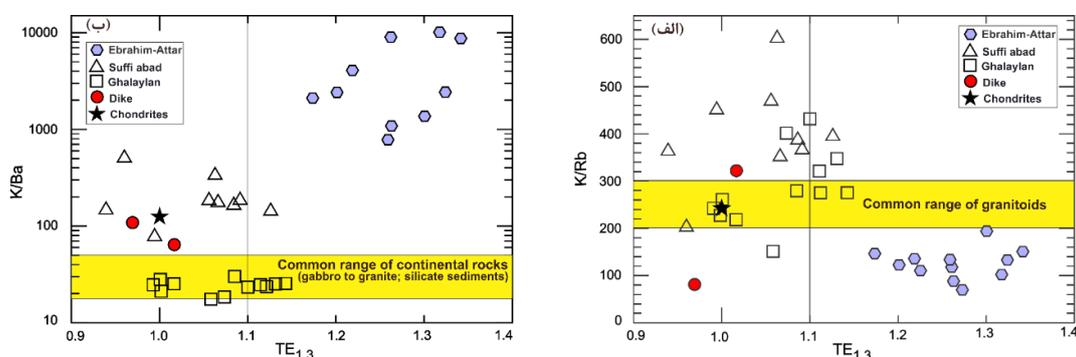 (ب)
10000
1000
100
10
K/Ba
Ebrahim-Attar
Suffi abad
Ghalaylan
Dike
Chondrites
Common range of continental rocks
(gabbro to granite; silicate sediments)
0.9 1.0 1.1 1.2 1.3 1.4
TE1.3
(الف)
600
500
400
300
200
100
0
K/Rb
Ebrahim-Attar
Suffi abad
Ghalaylan
Dike
Chondrites
Common range of granitoids
0.9 1.0 1.1 1.2 1.3 1.4
TE1.3